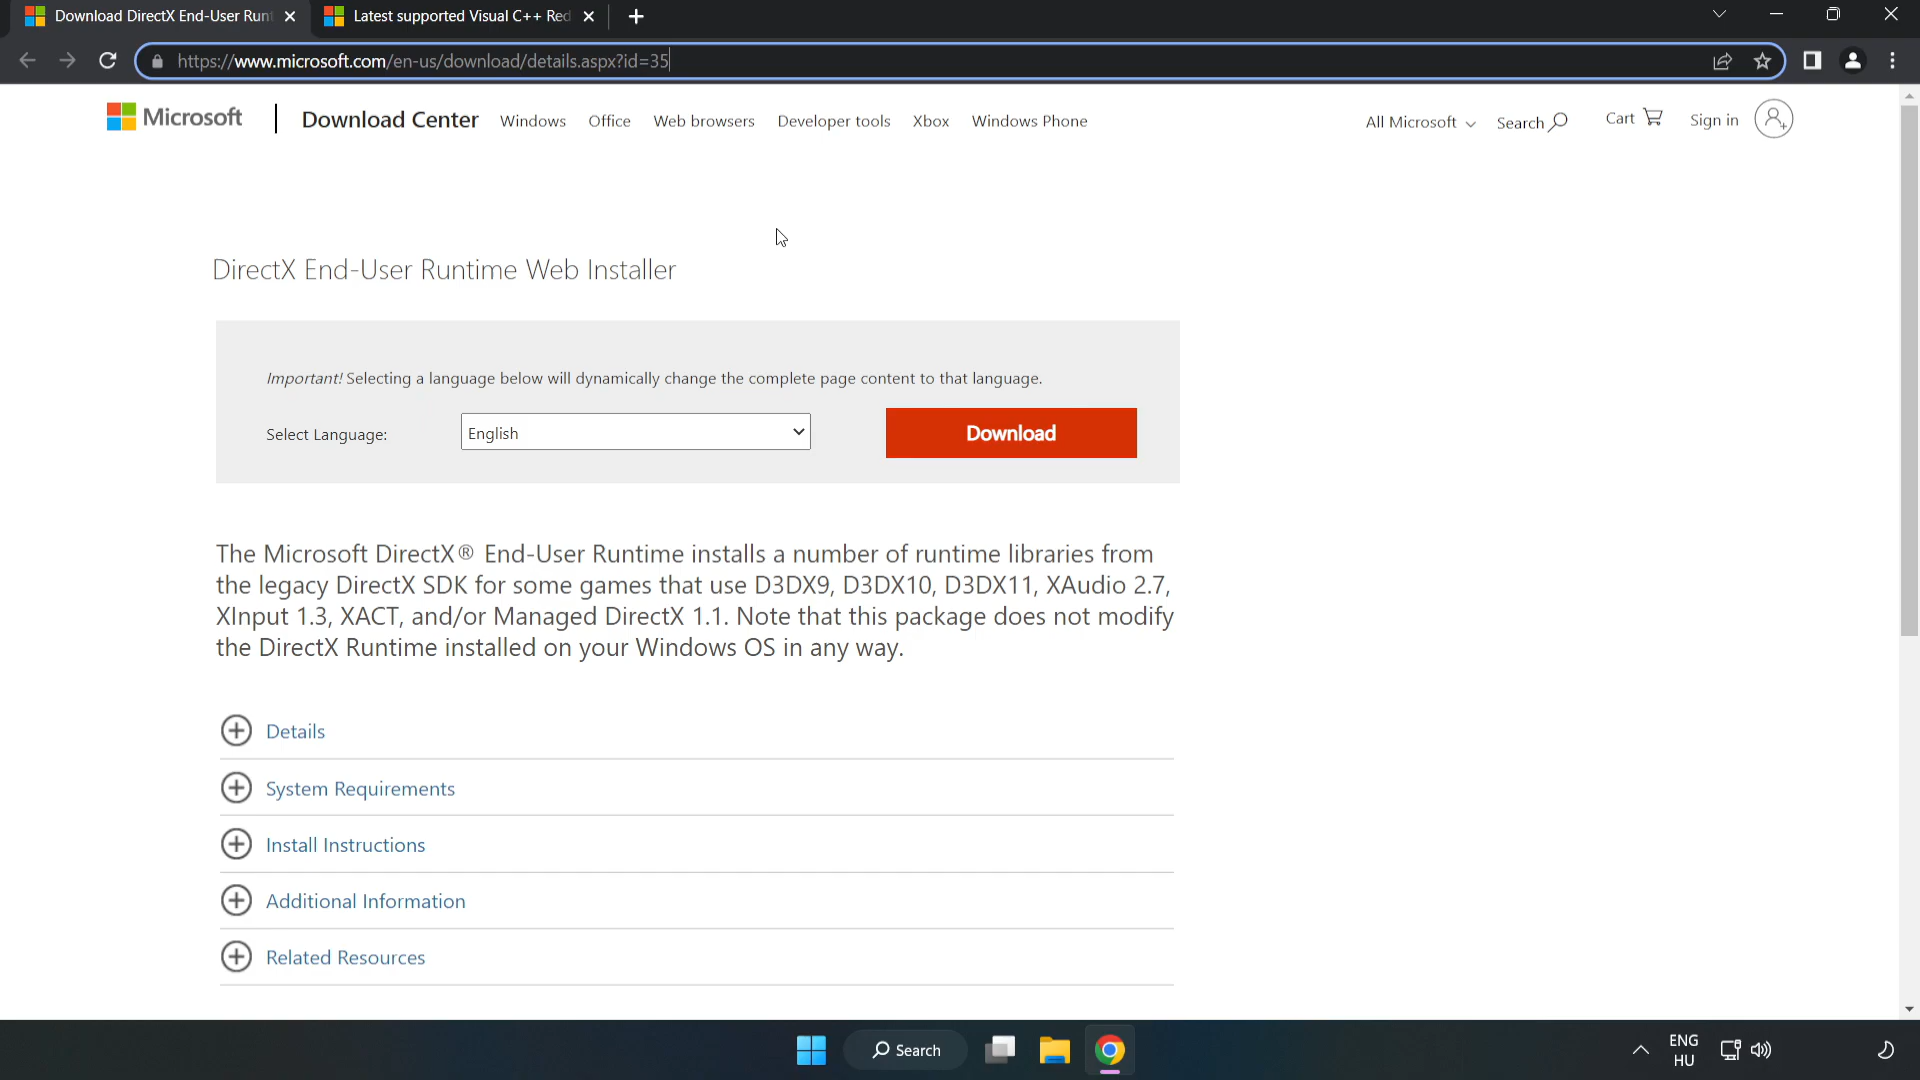 Download DirectX End-User Runt
Latest supported Visual C++ Red
https://www.microsoft.com/en-us/download/details.aspx?id=35
Microsoft
Download Center
Windows
Office
Web browsers
Developer tools
Xbox
Windows Phone
All Microsoft
Search
Cart
Sign in
DirectX End-User Runtime Web Installer
Important! Selecting a language below will dynamically change the complete page content to that language.
Select Language:
English
Download
The Microsoft DirectX® End-User Runtime installs a number of runtime libraries from
the legacy DirectX SDK for some games that use D3DX9, D3DX10, D3DX11, XAudio 2.7,
XInput 1.3, XACT, and/or Managed DirectX 1.1. Note that this package does not modify
the DirectX Runtime installed on your Windows OS in any way.
Details
System Requirements
Install Instructions
Additional Information
Related Resources
Search
ENG
HU